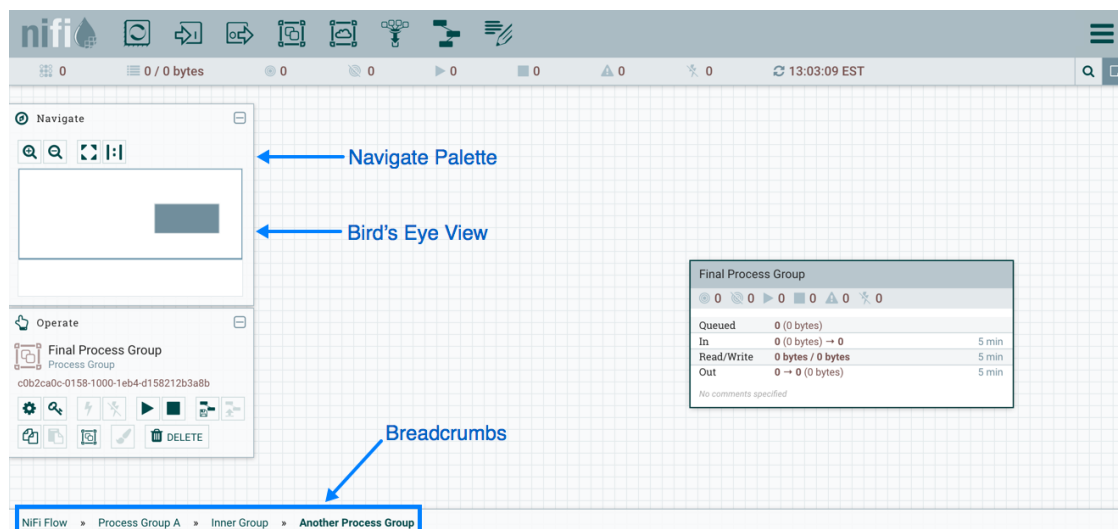 nifi
0 0 / 0 bytes 0 0 0 0 0 0 13:03:09 EST
Navigate
Navigate Palette
Bird's Eye View
Final Process Group
0 0 0 0 0 0
Queued 0 (0 bytes)
In 0 (0 bytes) → 0 5 min
Read/Write 0 bytes / 0 bytes 5 min
Out 0 → 0 (0 bytes) 5 min
No comments specified
Operate
Final Process Group
Process Group
c0b2ca0c-0158-1000-1eb4-d158212b3a8b
DELETE
Breadcrumbs
NiFi Flow » Process Group A » Inner Group » Another Process Group